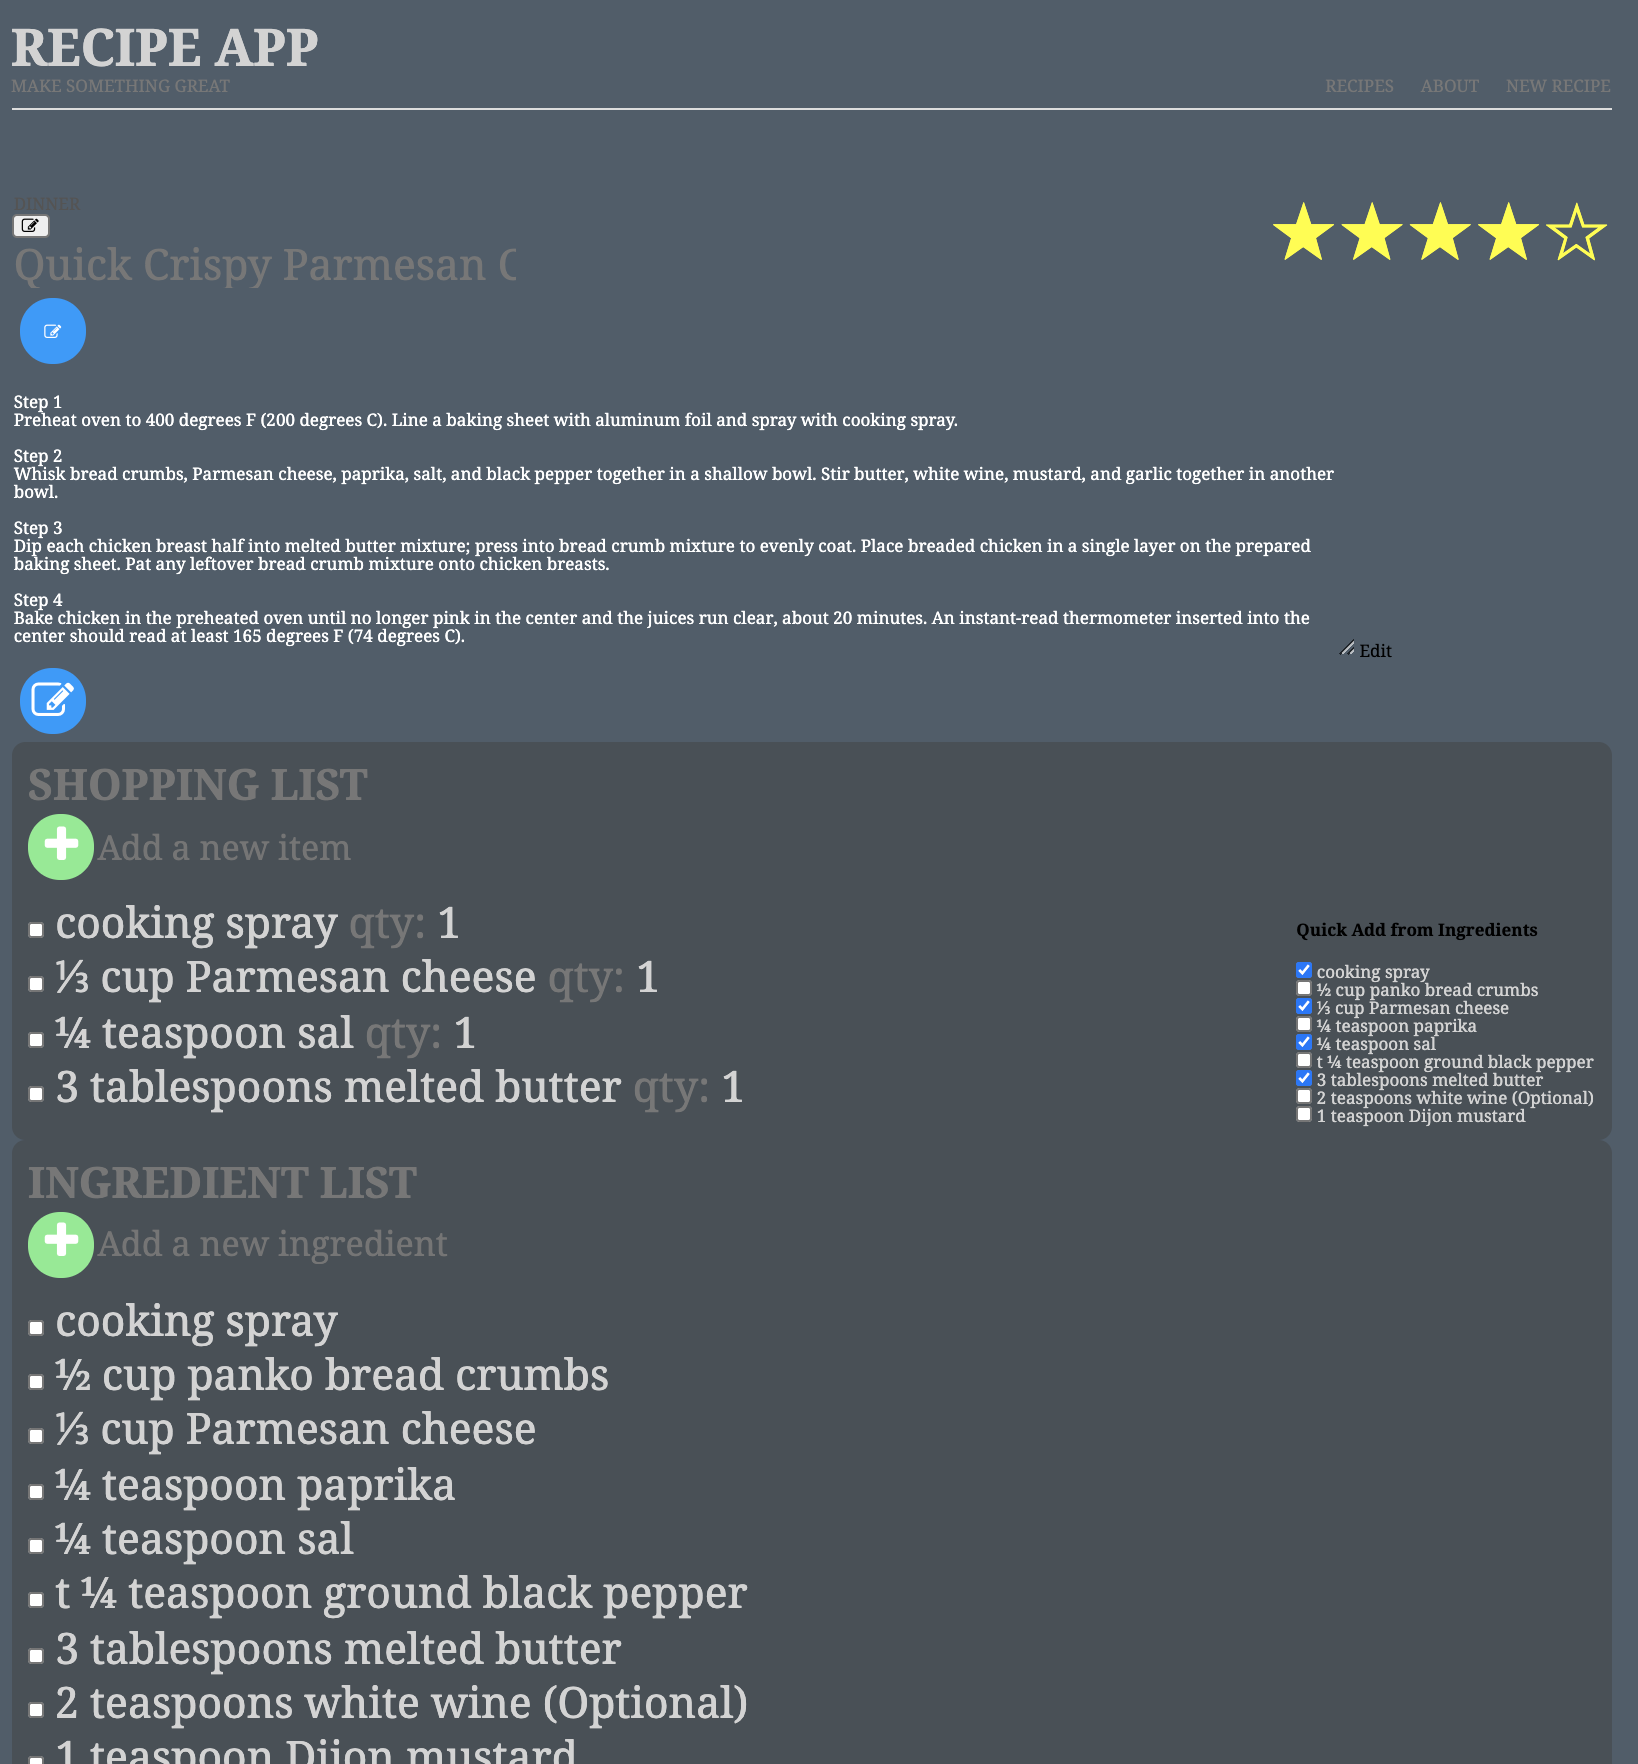 RECIPE APP
MAKE SOMETHING GREAT
RECIPES ABOUT NEW RECIPE
DINNER
Quick Crispy Parmesan C
Step 1
Preheat oven to 400 degrees F (200 degrees C). Line a baking sheet with aluminum foil and spray with cooking spray.
Step 2
Whisk bread crumbs, Parmesan cheese, paprika, salt, and black pepper together in a shallow bowl. Stir butter, white wine, mustard, and garlic together in another
bowl.
Step 3
Dip each chicken breast half into melted butter mixture; press into bread crumb mixture to evenly coat. Place breaded chicken in a single layer on the prepared
baking sheet. Pat any leftover bread crumb mixture onto chicken breasts.
Step 4
Bake chicken in the preheated oven until no longer pink in the center and the juices run clear, about 20 minutes. An instant-read thermometer inserted into the
center should read at least 165 degrees F (74 degrees C).
Edit
SHOPPING LIST
Add a new item
cooking spray qty: 1
⅓ cup Parmesan cheese qty: 1
¼ teaspoon sal qty: 1
3 tablespoons melted butter qty: 1
Quick Add from Ingredients
cooking spray
½ cup panko bread crumbs
⅓ cup Parmesan cheese
¼ teaspoon paprika
¼ teaspoon sal
t ¼ teaspoon ground black pepper
3 tablespoons melted butter
2 teaspoons white wine (Optional)
1 teaspoon Dijon mustard
INGREDIENT LIST
Add a new ingredient
cooking spray
½ cup panko bread crumbs
⅓ cup Parmesan cheese
¼ teaspoon paprika
¼ teaspoon sal
t ¼ teaspoon ground black pepper
3 tablespoons melted butter
2 teaspoons white wine (Optional)
1 teaspoon Dijon mustard